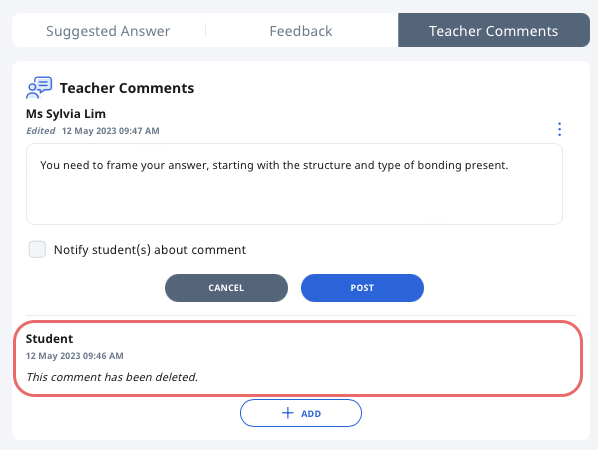 Suggested Answer
Feedback
Teacher Comments
Teacher Comments
Ms Sylvia Lim
Edited 12 May 2023 09:47 AM
You need to frame your answer, starting with the structure and type of bonding present.
Notify student(s) about comment
CANCEL
POST
Student
12 May 2023 09:46 AM
This comment has been deleted.
ADD